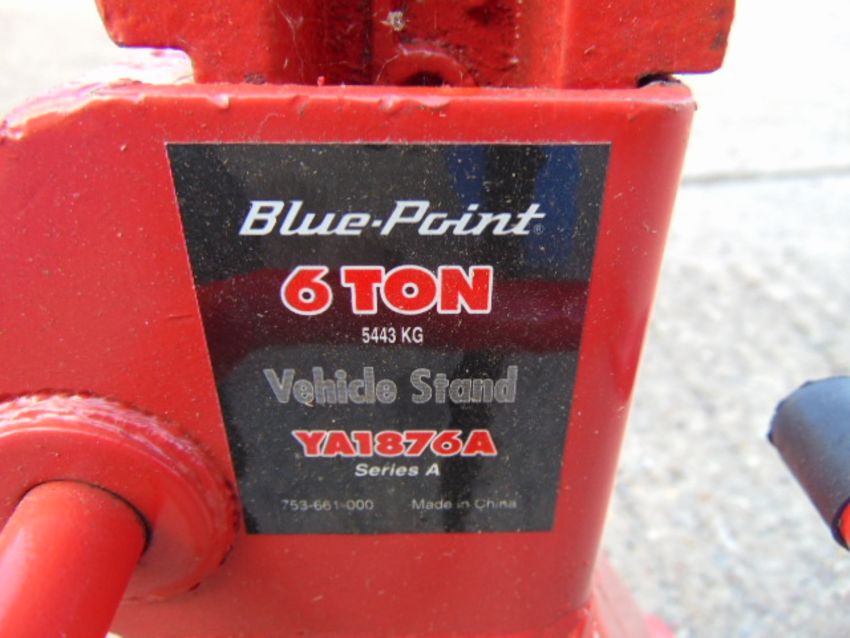 Blue-Point®
6 TON
5443 KG
Vehicle Stand
YA1876A
Series A
753-661-000 Made in China